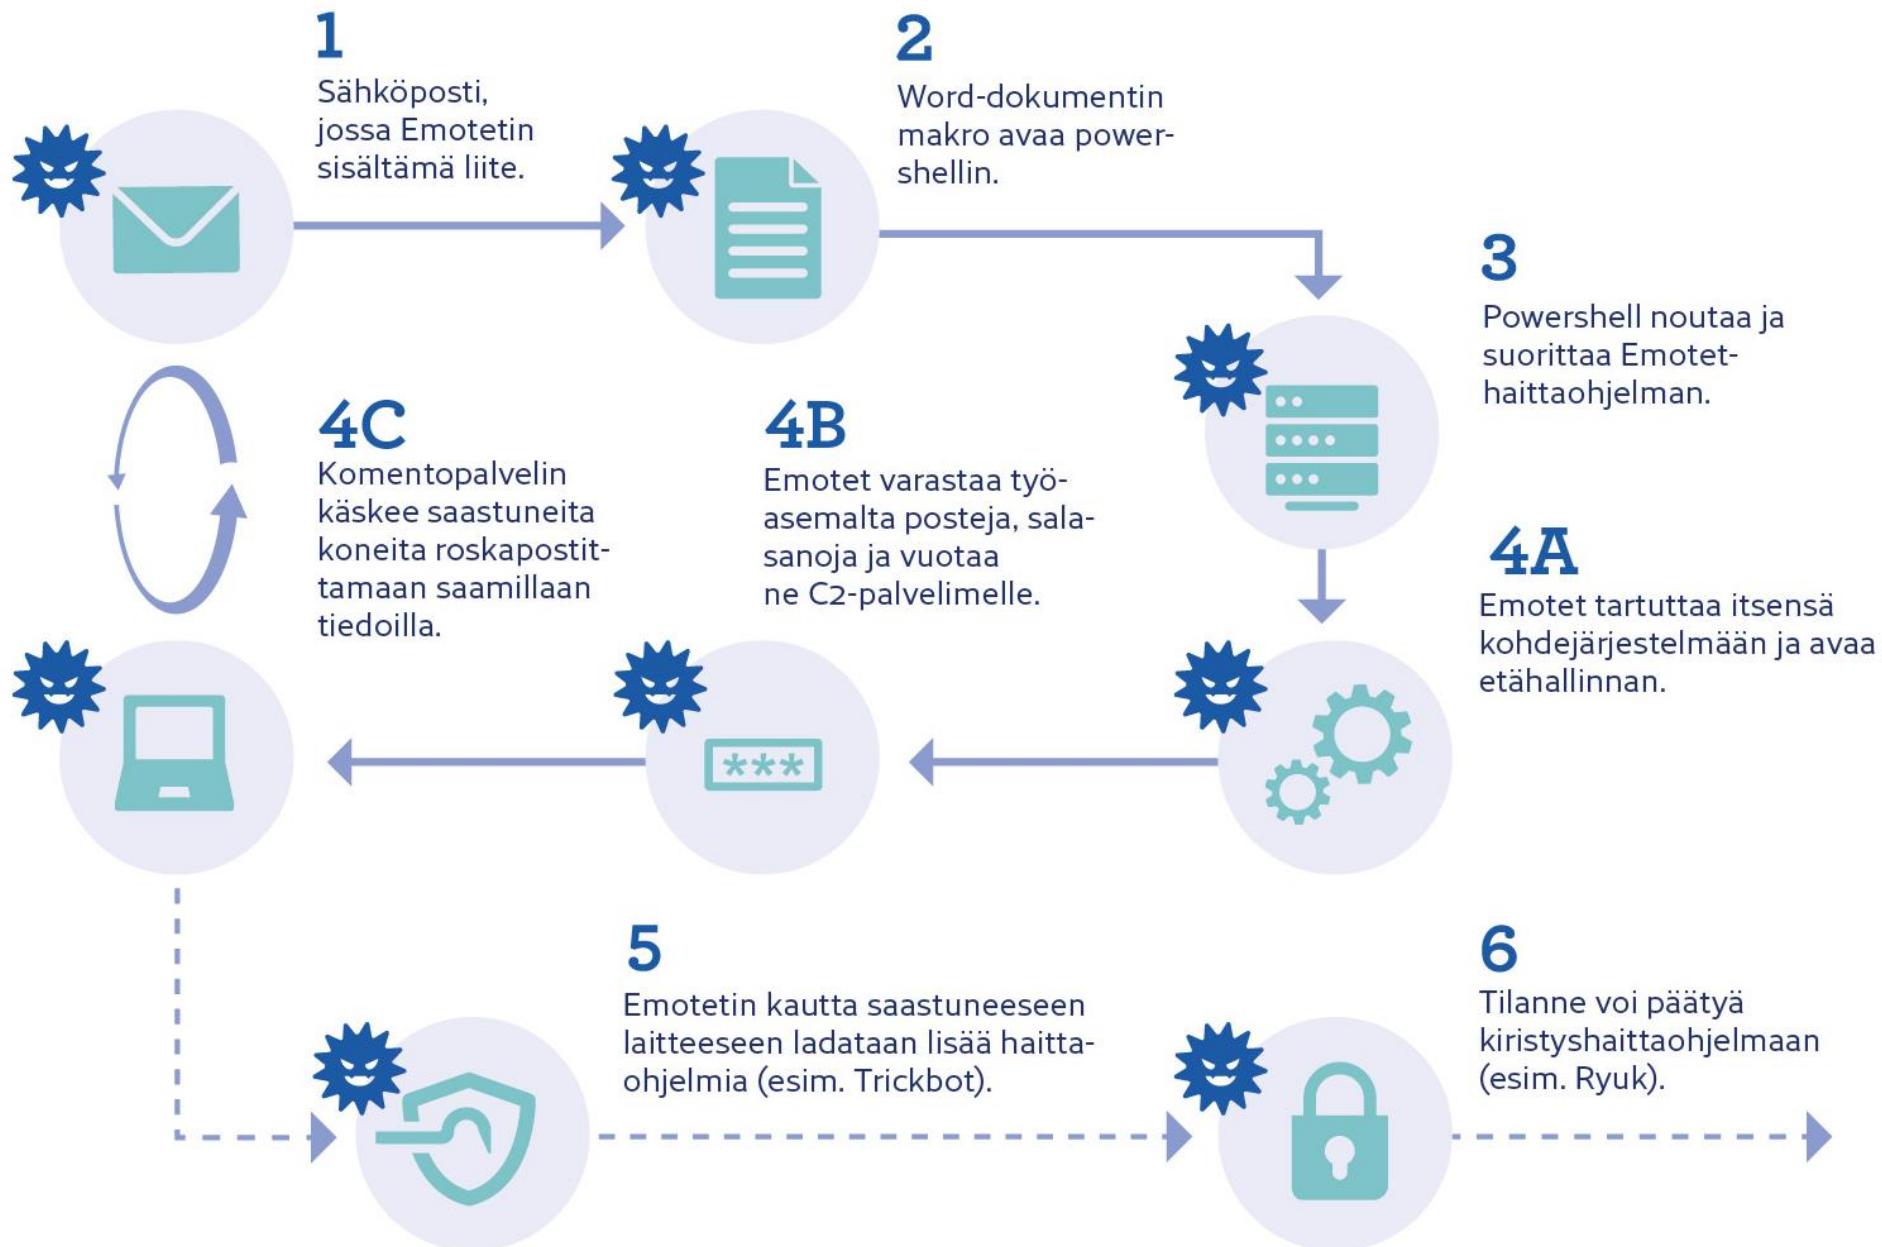 1
Sähköposti,
jossa Emotetin
sisältämä liite.
2
Word-dokumentin
makro avaa power-
shellin.
3
Powershell noutaa ja
suorittaa Emotet-
haittaohjelman.
4A
Emotet tartuttaa itsensä
kohdejärjestelmään ja avaa
etähallinnan.
4B
Emotet varastaa työ-
asemalta posteja, sala-
sanoja ja vuotaa
ne C2-palvelimelle.
***
4C
Komentopalvelin
käskee saastuneita
koneita roskapostit-
tamaan saamillaan
tiedoilla.
5
Emotetin kautta saastuneeseen
laitteeseen ladataan lisää haitta-
ohjelmia (esim. Trickbot).
6
Tilanne voi päätyä
kiristyshaittaohjelmaan
(esim. Ryuk).